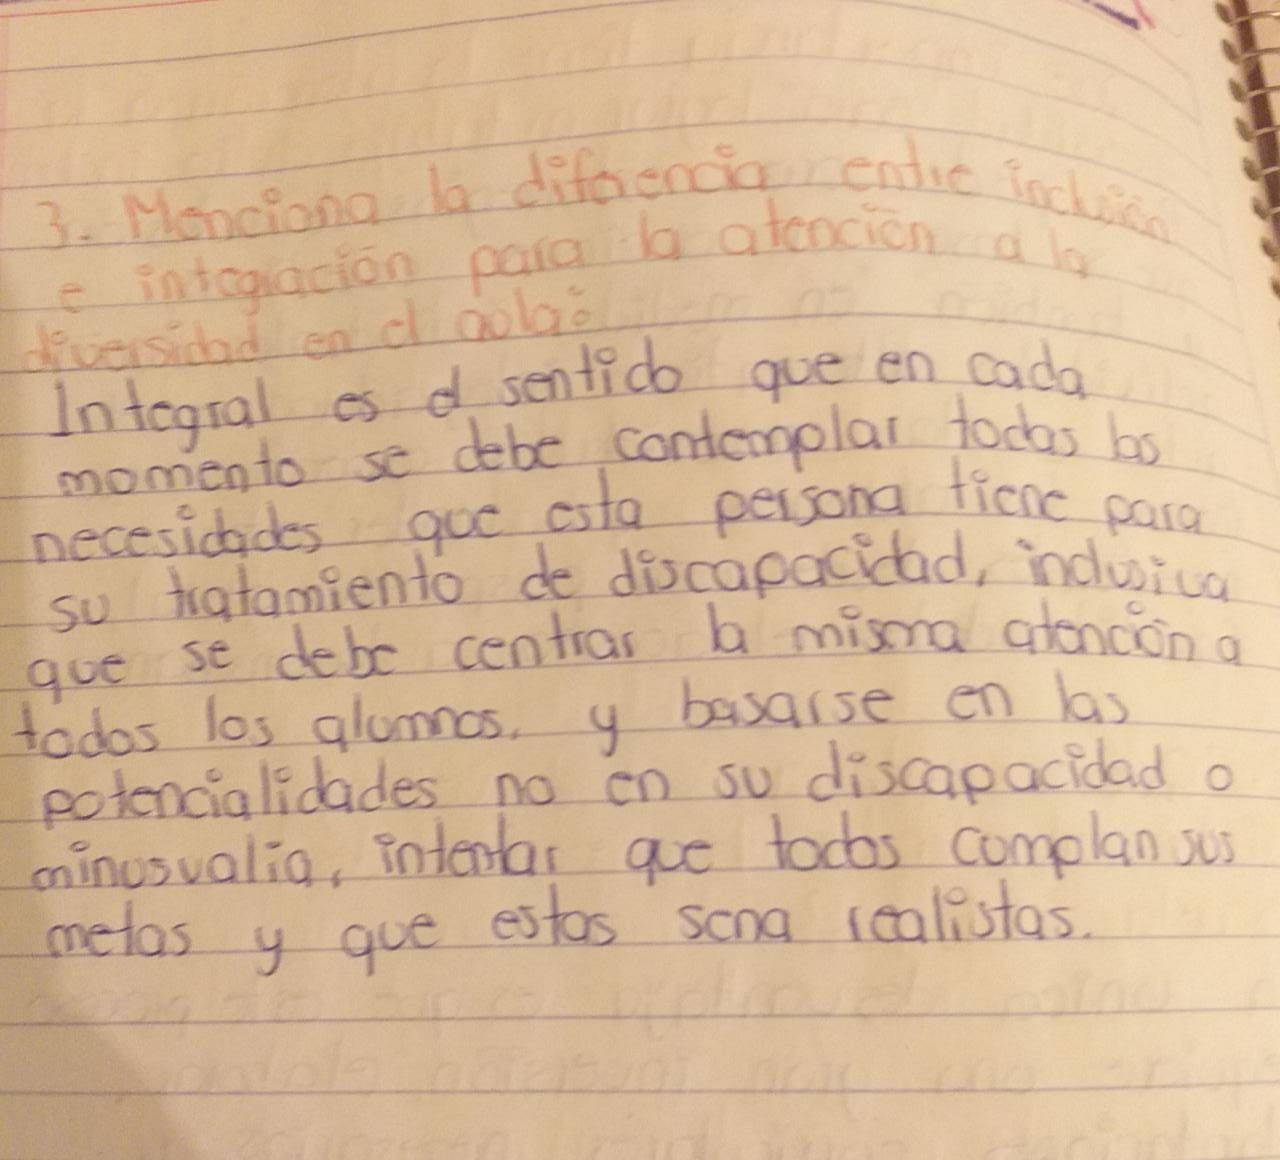 3. Menciona la diferencia entre inclusión
e integración para la atención a la
diversidad en el aula:
Integral es el sentido que en cada
momento se debe contemplar todas las
necesidades que esta persona tiene para
su tratamiento de discapacidad, inclusiva
que se debe centrar la misma atención a
todos los alumnos, y basarse en las
potencialidades no en su discapacidad o
minusvalia, intentar que todos complan sus
metas y que estas sena realistas.